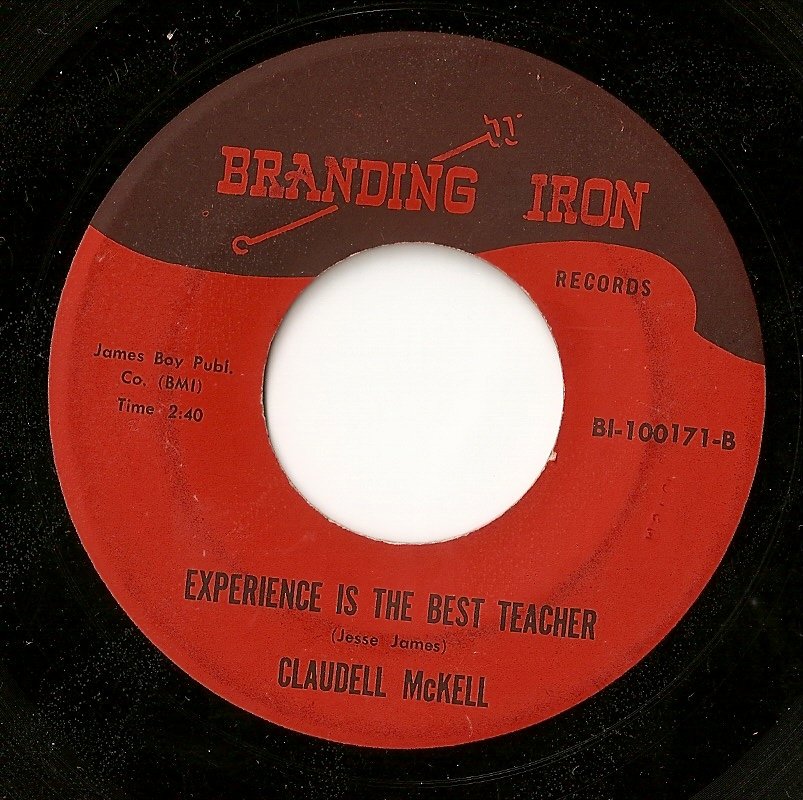 BRANDING IRON
RECORDS
James Boy Publ.
Co. (BMI)
Time 2:40
BI-100171-B
EXPERIENCE IS THE BEST TEACHER
(Jesse James)
CLAUDELL McKELL